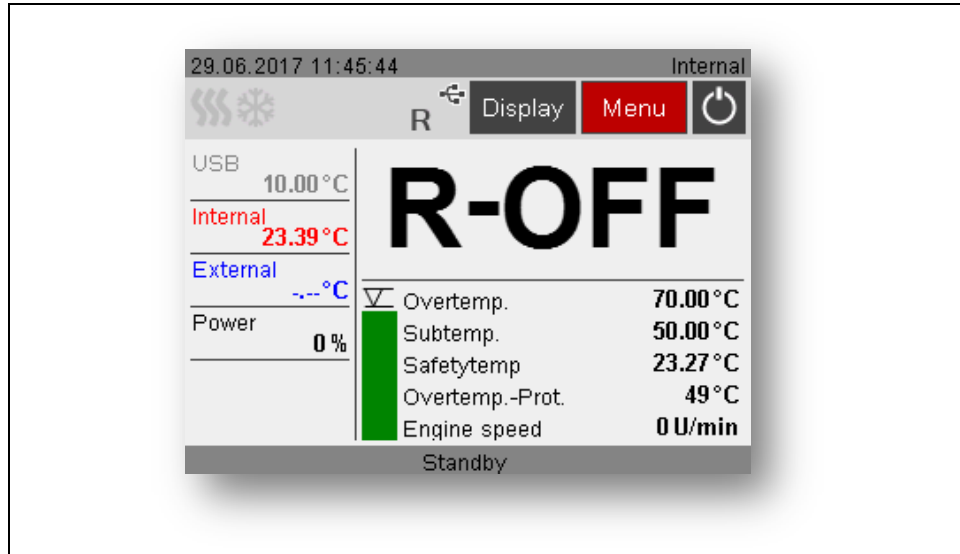 29.06.2017 11:45:44 Internal
R Display Menu
USB
10.00°C
Internal
23.39°C
External
-.--°C
Power
0 %
R-OFF
Overtemp. 70.00°C
Subtemp. 50.00°C
Safetytemp 23.27°C
Overtemp.-Prot. 49°C
Engine speed 0 U/min
Standby